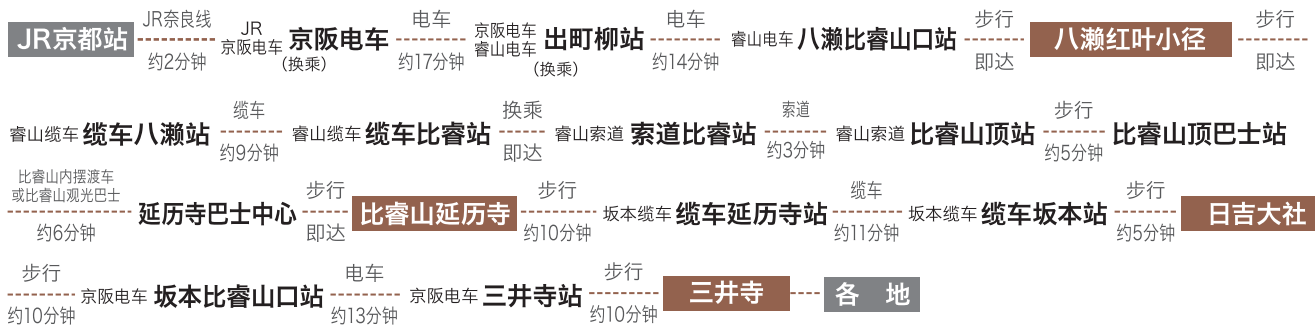 JR京都站 JR奈良线 约2分钟 JR 京阪电车 京阪电车 (换乘) 电车 约17分钟 京阪电车 睿山电车 出町柳站 (换乘) 电车 约14分钟 睿山电车 八濑比睿山口站 步行 即达 八濑红叶小径 步行 即达
睿山缆车 缆车八濑站 缆车 约9分钟 睿山缆车 缆车比睿站 换乘 即达 睿山索道 索道比睿站 索道 约3分钟 睿山索道 比睿山顶站 步行 约5分钟 比睿山顶巴士站
比睿山内摆渡车 或比睿山观光巴士 约6分钟 延历寺巴士中心 步行 即达 比睿山延历寺 步行 约10分钟 坂本缆车 缆车延历寺站 缆车 约11分钟 坂本缆车 缆车坂本站 步行 约5分钟 日吉大社
步行 约10分钟 京阪电车 坂本比睿山口站 电车 约13分钟 京阪电车 三井寺站 步行 约10分钟 三井寺 各 地